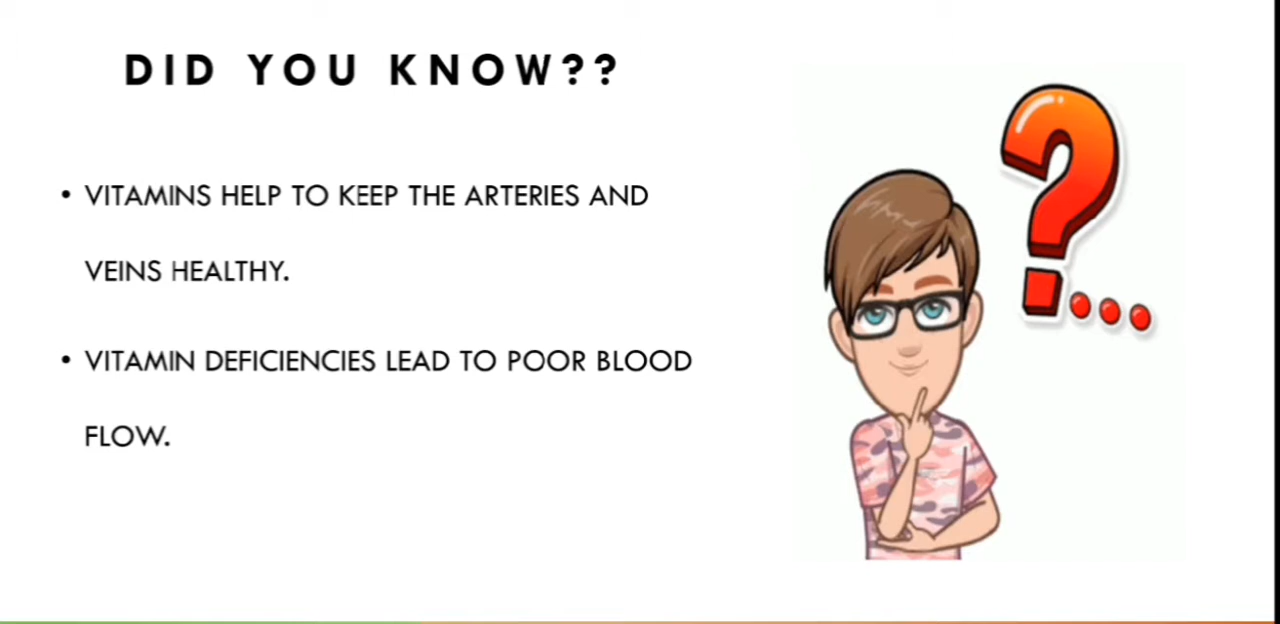 DID YOU KNOW??
• VITAMINS HELP TO KEEP THE ARTERIES AND
VEINS HEALTHY.
• VITAMIN DEFICIENCIES LEAD TO POOR BLOOD
FLOW.